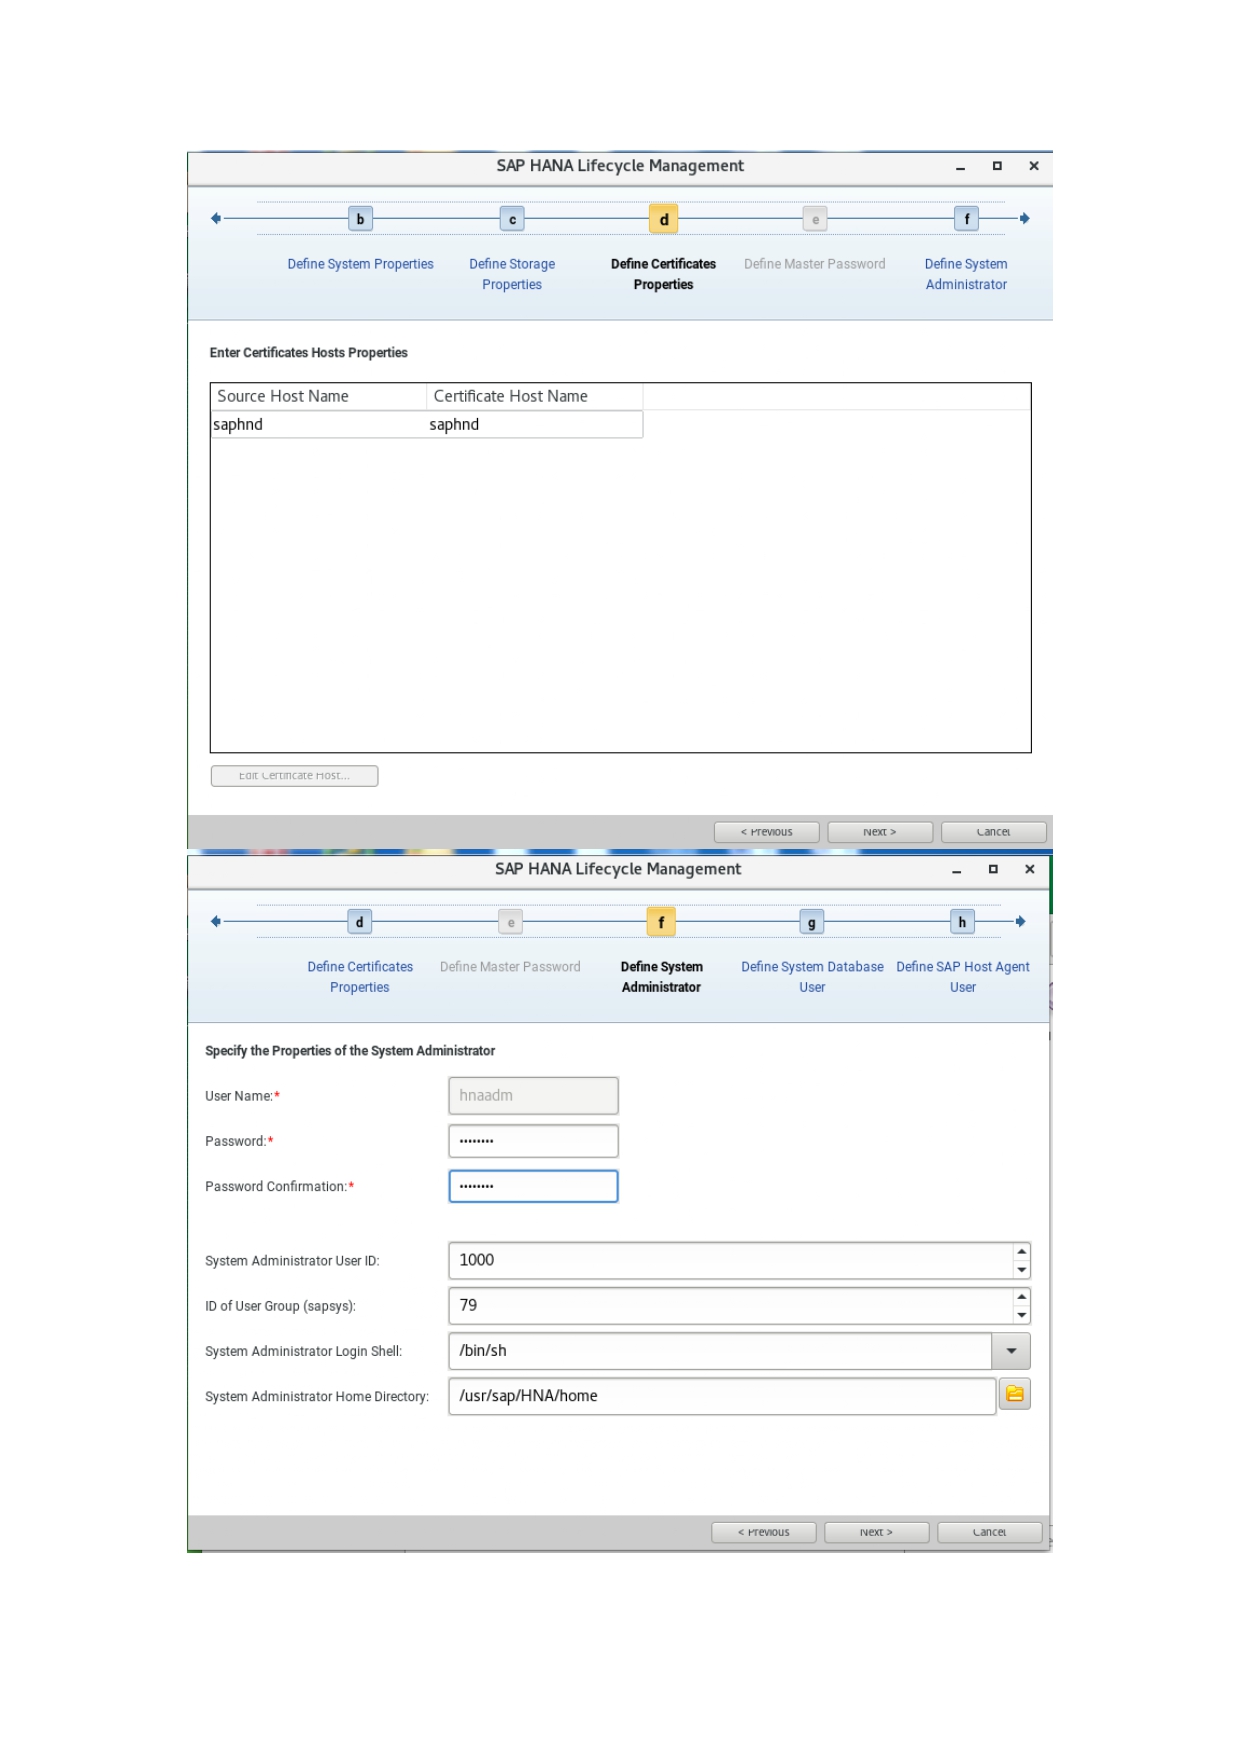 SAP HANA Lifecycle Management
b c d e f
Define System Properties Define Storage Properties Define Certificates Properties Define Master Password Define System Administrator
Enter Certificates Hosts Properties
Source Host Name Certificate Host Name
saphnd saphnd
Edit Certificate Host...
< Previous Next > Cancel
SAP HANA Lifecycle Management
d e f g h
Define Certificates Properties Define Master Password Define System Administrator Define System Database User Define SAP Host Agent User
Specify the Properties of the System Administrator
User Name:* hnaadm
Password:* ••••••••
Password Confirmation:* ••••••••
System Administrator User ID: 1000
ID of User Group (sapsys): 79
System Administrator Login Shell: /bin/sh
System Administrator Home Directory: /usr/sap/HNA/home
< Previous Next > Cancel